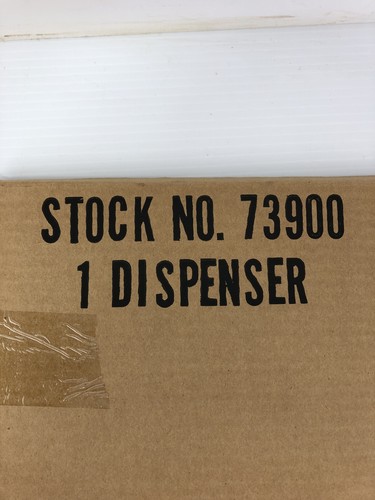 STOCK NO. 73900
1 DISPENSER